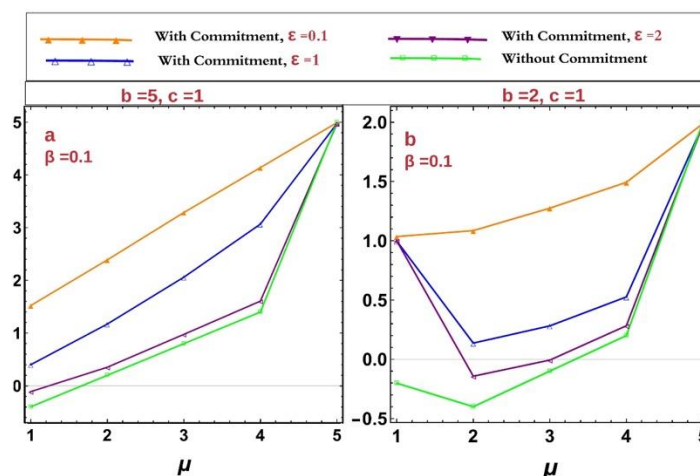 With Commitment, ε =0.1
With Commitment, ε =2
With Commitment, ε =1
Without Commitment
b =5, c =1
b =2, c =1
a
β =0.1
5
4
3
2
1
0
1 2 3 4 5
μ
b
β =0.1
2.0
1.5
1.0
0.5
0.0
−0.5
1 2 3 4 5
μ